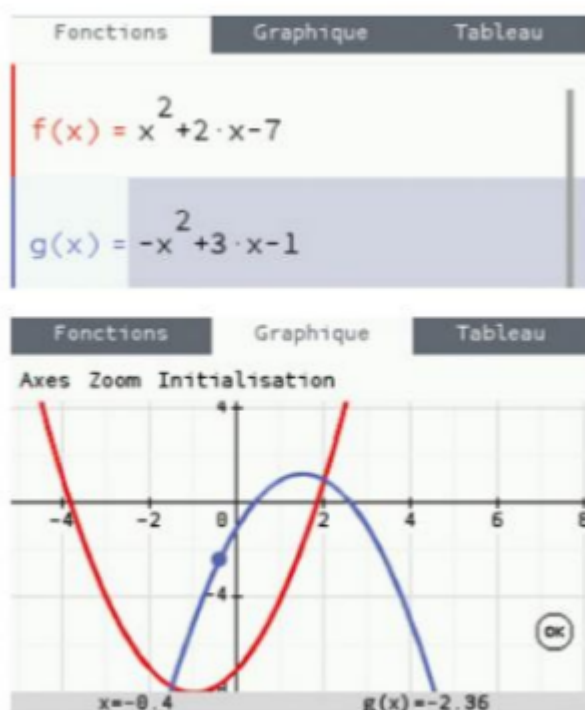 Fonctions Graphique Tableau
f(x) = x²+2·x-7
g(x) = -x²+3·x-1
Fonctions Graphique Tableau
Axes Zoom Initialisation
4
-4 -2 0 2 4 6 8
-4
OK
x=-0.4 g(x)=-2.36